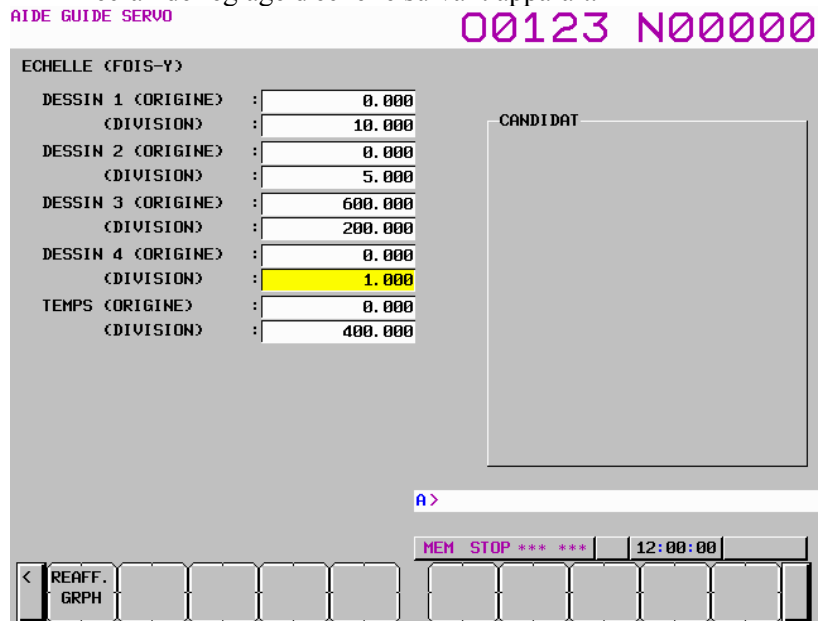 AIDE GUIDE SERVO
O0123 N00000
ECHELLE (FOIS-Y)
DESSIN 1 (ORIGINE) : 0.000
(DIVISION) : 10.000
DESSIN 2 (ORIGINE) : 0.000
(DIVISION) : 5.000
DESSIN 3 (ORIGINE) : 600.000
(DIVISION) : 200.000
DESSIN 4 (ORIGINE) : 0.000
(DIVISION) : 1.000
TEMPS (ORIGINE) : 0.000
(DIVISION) : 400.000
CANDIDAT
A>
MEM STOP *** *** 12:00:00
< REAFF.
GRPH